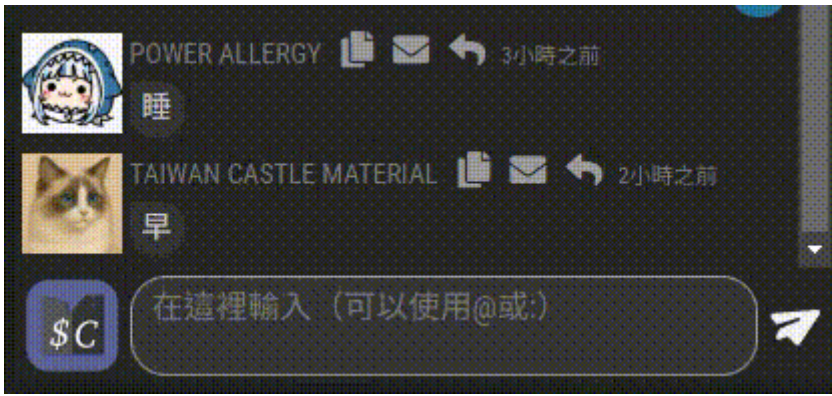 POWER ALLERGY 3小時之前
睡
TAIWAN CASTLE MATERIAL 2小時之前
早
$C
在這裡輸入（可以使用@或:）